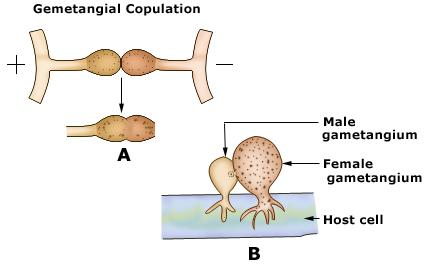 Gemetangial Copulation
+
—
A
Male
gametangium
Female
gametangium
Host cell
B